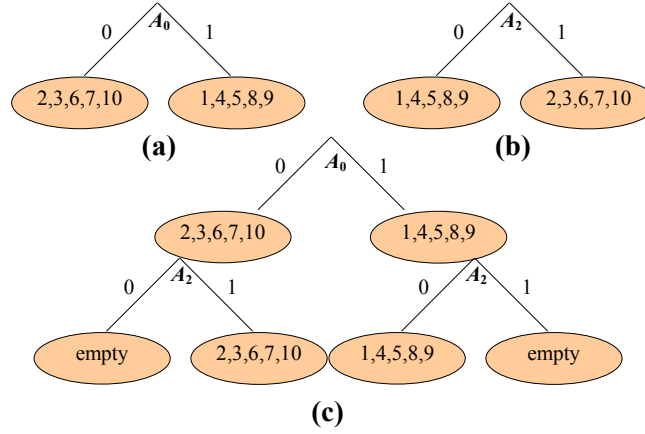 0 A₀ 1
2,3,6,7,10 1,4,5,8,9
(a)
0 A₂ 1
1,4,5,8,9 2,3,6,7,10
(b)
0 A₀ 1
2,3,6,7,10 1,4,5,8,9
0 A₂ 1 0 A₂ 1
empty 2,3,6,7,10 1,4,5,8,9 empty
(c)